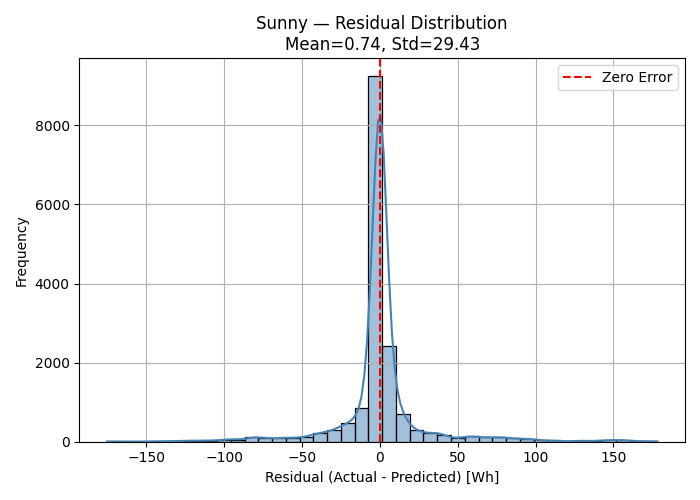 Sunny — Residual Distribution
Mean=0.74, Std=29.43
Zero Error
Frequency
8000
6000
4000
2000
0
−150 −100 −50 0 50 100 150
Residual (Actual - Predicted) [Wh]